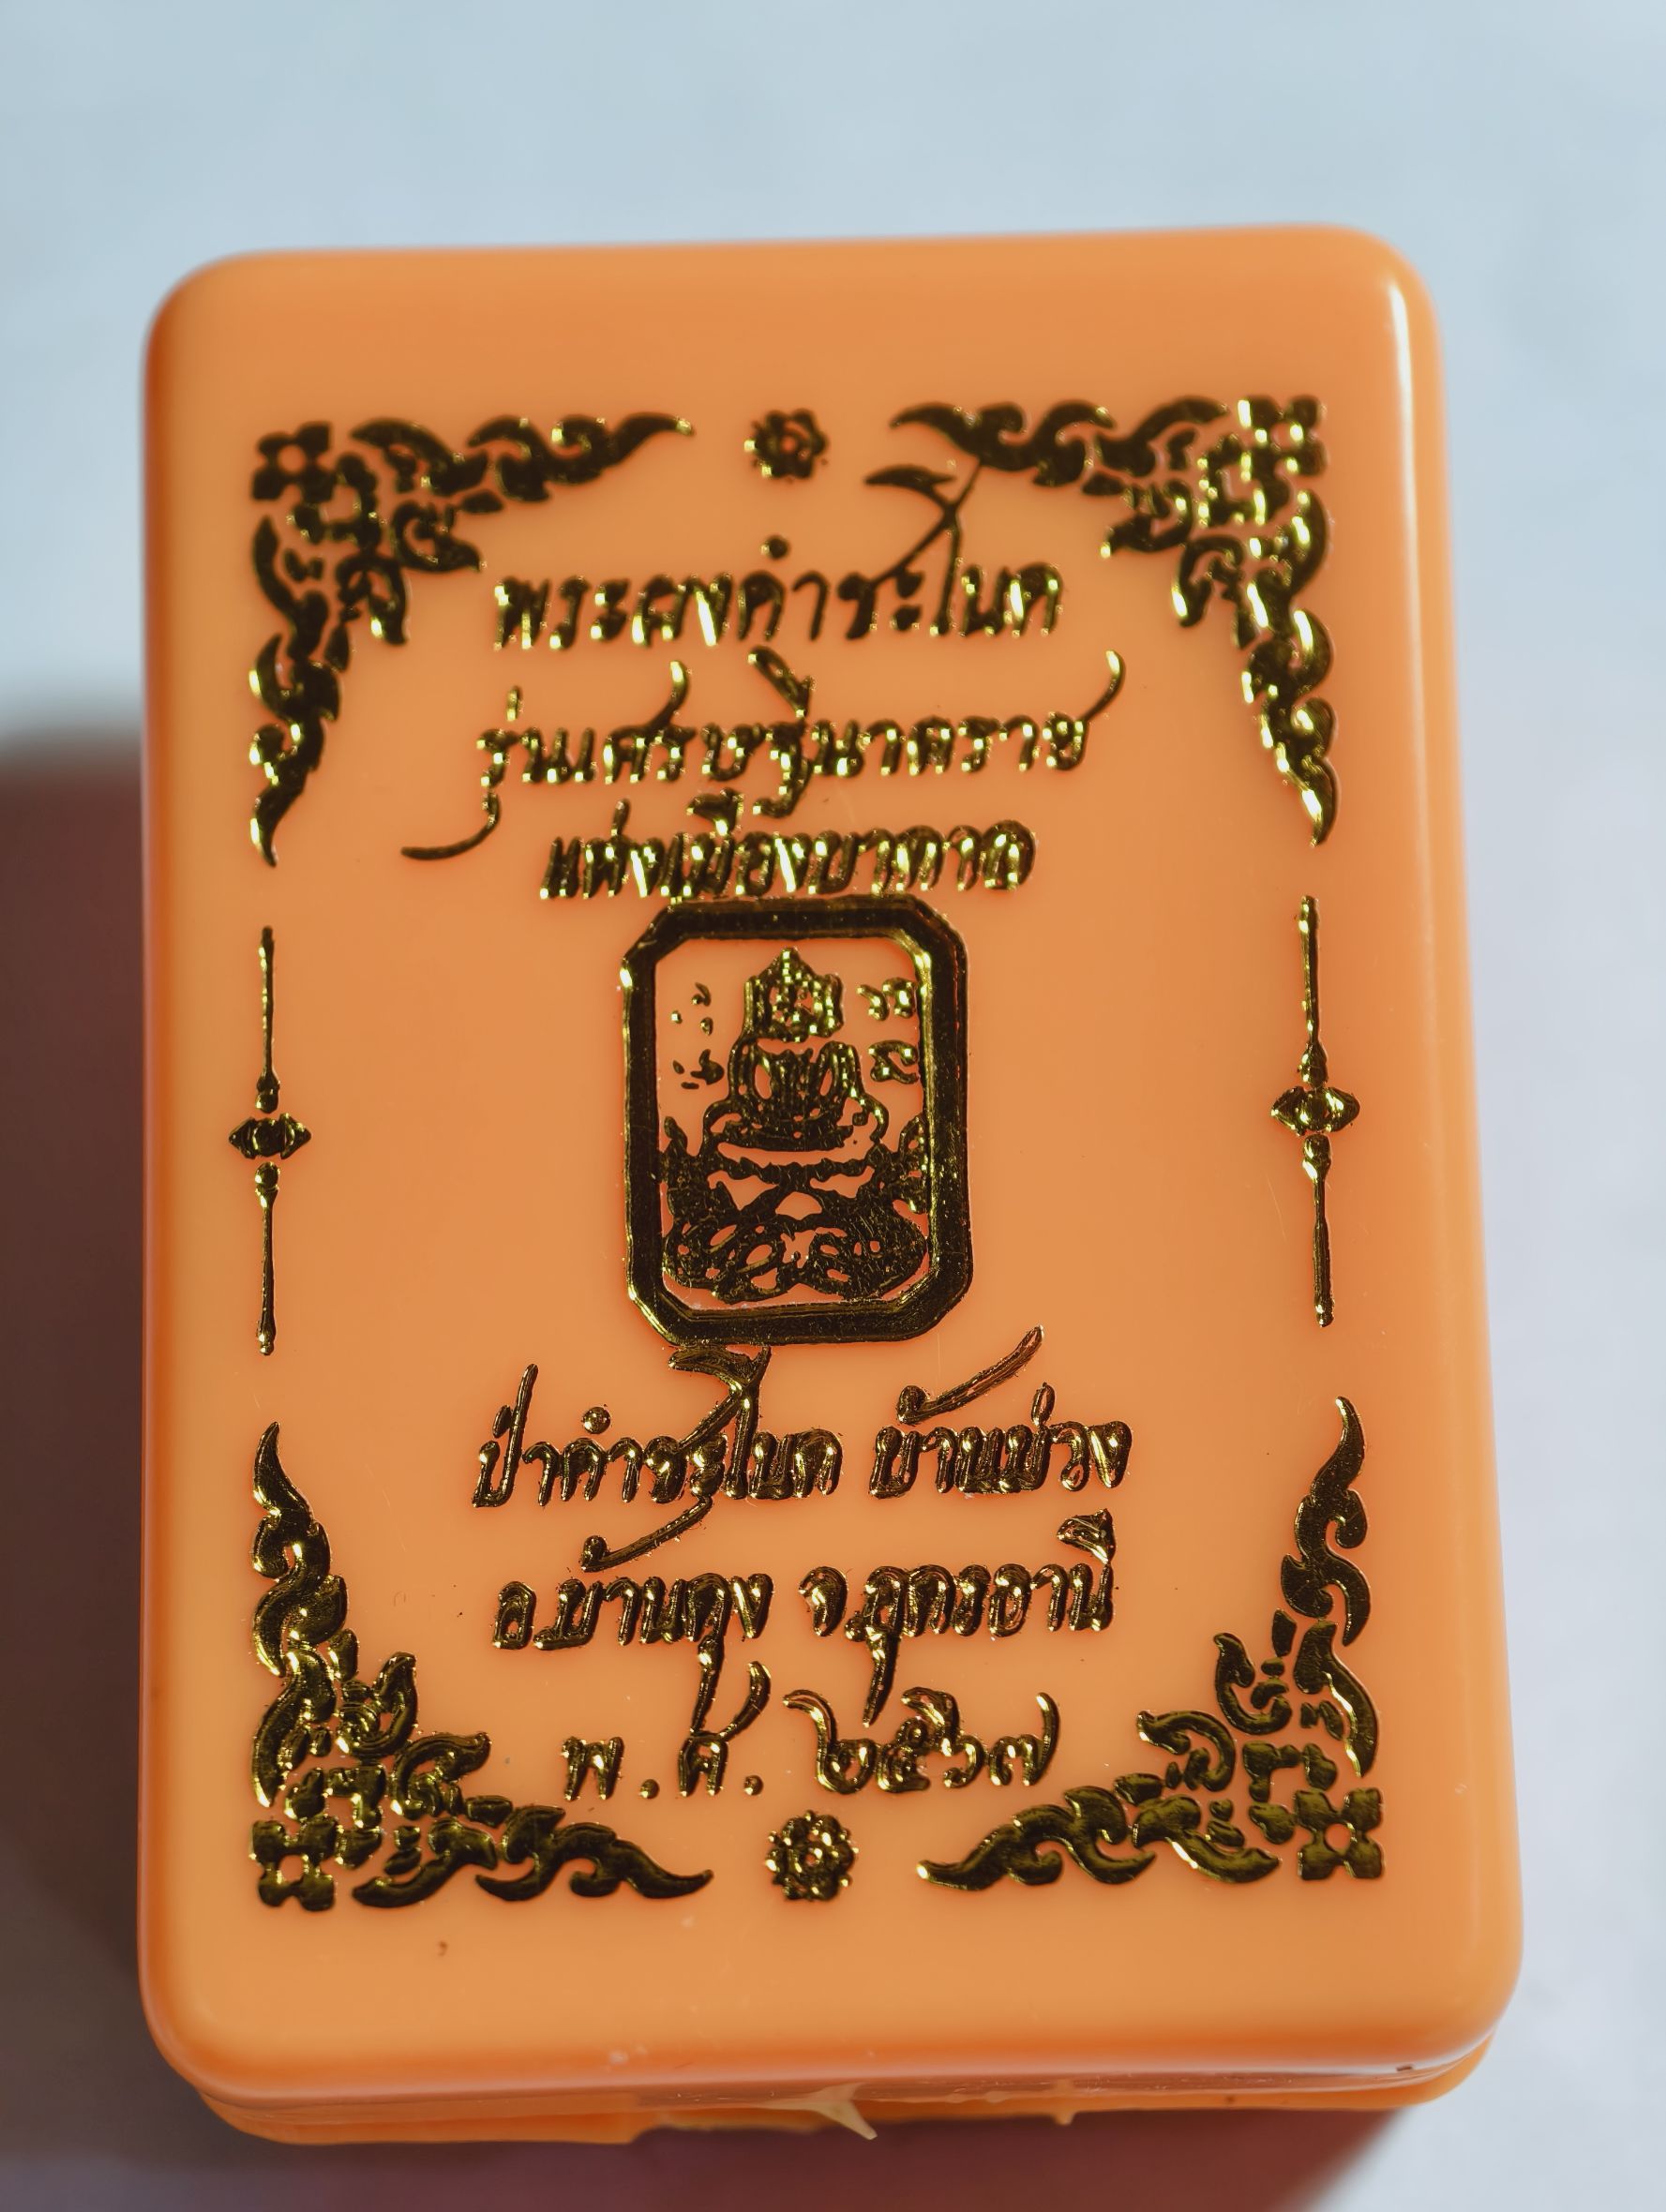 พระผงคำชะโนด
รุ่นเศรษฐีนาคราช
แห่งเมืองบาดาล
ป่าคำชะโนด บ้านม่วง
อ.บ้านดุง จ.อุดรธานี
พ.ศ. ๒๕๖๗